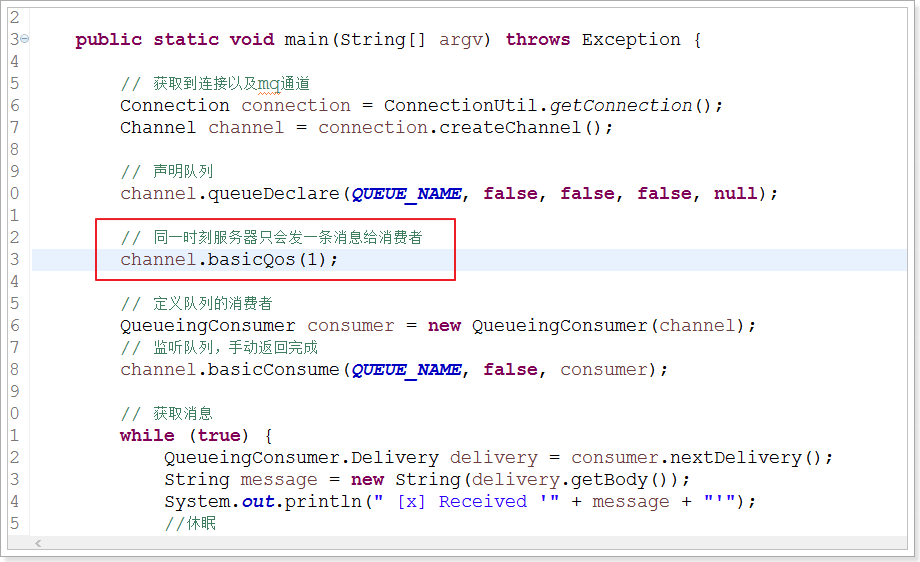 2
3 public static void main(String[] argv) throws Exception {
4
5 // 获取到连接以及mq通道
6 Connection connection = ConnectionUtil.getConnection();
7 Channel channel = connection.createChannel();
8
9 // 声明队列
0 channel.queueDeclare(QUEUE_NAME, false, false, false, null);
1
2 // 同一时刻服务器只会发一条消息给消费者
3 channel.basicQos(1);
4
5 // 定义队列的消费者
6 QueueingConsumer consumer = new QueueingConsumer(channel);
7 // 监听队列，手动返回完成
8 channel.basicConsume(QUEUE_NAME, false, consumer);
9
0 // 获取消息
1 while (true) {
2 QueueingConsumer.Delivery delivery = consumer.nextDelivery();
3 String message = new String(delivery.getBody());
4 System.out.println(" [x] Received '" + message + "'");
5 //休眠